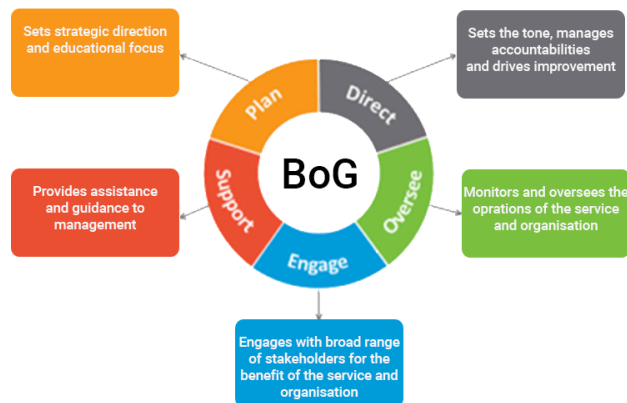 Sets strategic direction
and educational focus
Sets the tone, manages
accountabilities
and drives improvement
Plan
Direct
BoG
Support
Oversee
Engage
Provides assistance
and guidance to
management
Monitors and oversees the
oprations of the service
and organisation
Engages with broad range
of stakeholders for the
benefit of the service and
organisation